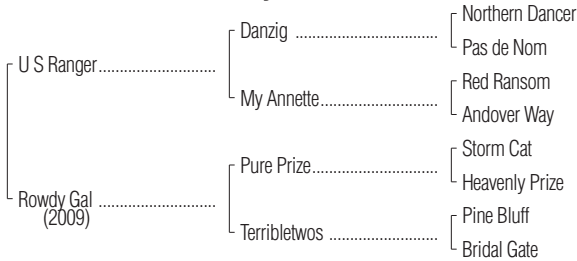 Northern Dancer
Danzig ..................................
Pas de Nom
U S Ranger...........................
Red Ransom
My Annette...........................
Andover Way
Storm Cat
Pure Prize.............................
Heavenly Prize
Rowdy Gal ...........................
(2009)
Pine Bluff
Terribletwos .........................
Bridal Gate